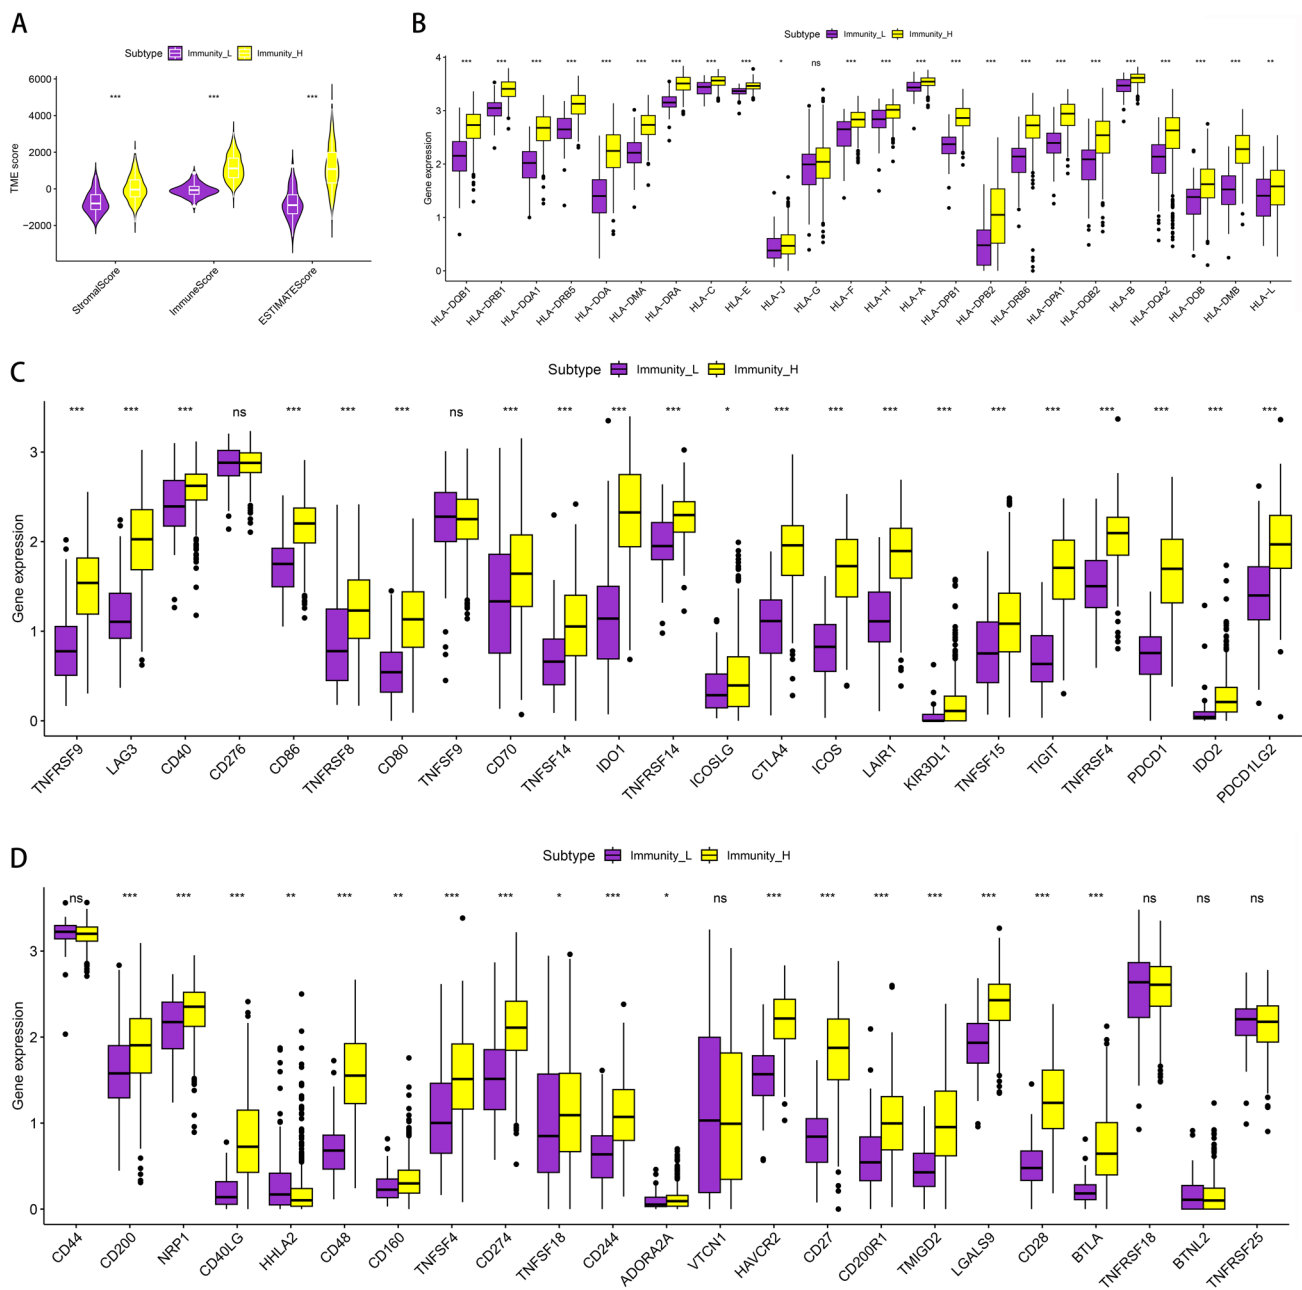 A
Subtype Immunity_L Immunity_H
TME score
6000
4000
2000
0
−2000
*** *** ***
StromalScore ImmuneScore ESTIMATEScore
B
Subtype Immunity_L Immunity_H
Gene expression
4
3
2
1
0
*** *** *** *** *** *** *** *** *** * ns *** *** *** *** *** *** *** *** *** *** *** *** **
HLA−DQB1 HLA−DRB1 HLA−DQA1 HLA−DRB5 HLA−DOA HLA−DMA HLA−DRA HLA−C HLA−E HLA−J HLA−G HLA−F HLA−H HLA−A HLA−DPB1 HLA−DPB2 HLA−DRB6 HLA−DPA1 HLA−DQB2 HLA−B HLA−DQA2 HLA−DOB HLA−DMB HLA−L
C
Subtype Immunity_L Immunity_H
Gene expression
3
2
1
0
*** *** *** ns *** *** *** ns *** *** *** *** * *** *** *** *** *** *** *** *** *** ***
TNFRSF9 LAG3 CD40 CD276 CD86 TNFRSF8 CD80 TNFSF9 CD70 TNFSF14 IDO1 TNFRSF14 ICOSLG CTLA4 ICOS LAIR1 KIR3DL1 TNFSF15 TIGIT TNFRSF4 PDCD1 IDO2 PDCD1LG2
D
Subtype Immunity_L Immunity_H
Gene expression
3
2
1
0
ns *** *** *** ** *** ** *** *** * *** * ns *** *** *** *** *** *** *** ns ns ns
CD44 CD200 NRP1 CD40LG HHLA2 CD48 CD160 TNFSF4 CD274 TNFSF18 CD244 ADORA2A VTCN1 HAVCR2 CD27 CD200R1 TMIGD2 LGALS9 CD28 BTLA TNFRSF18 BTNL2 TNFRSF25